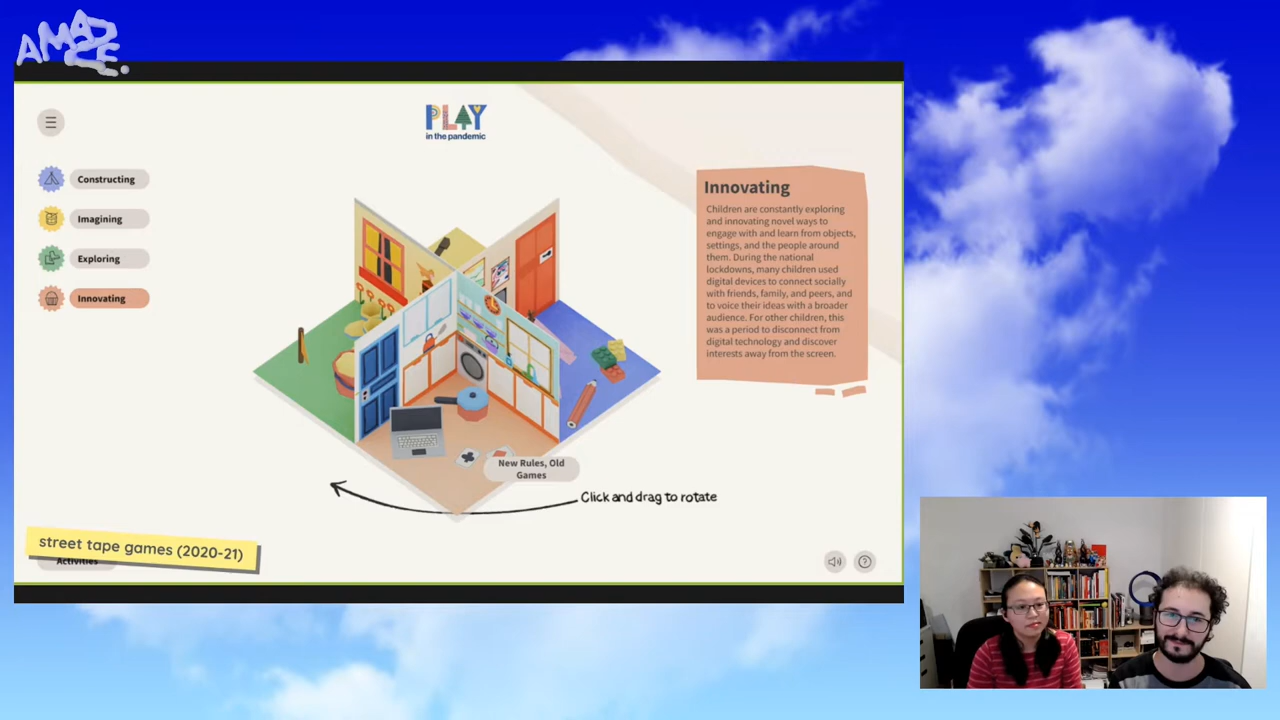 AMAZE.
PLAY
in the pandemic
Constructing
Imagining
Exploring
Innovating
Innovating
Children are constantly exploring
and innovating novel ways to
engage with and learn from objects,
settings, and the people around
them. During the national
lockdowns, many children used
digital devices to connect socially
with friends, family, and peers, and
to voice their ideas with a broader
audience. For other children, this
was a period to disconnect from
digital technology and discover
interests away from the screen.
New Rules, Old
Games
Click and drag to rotate
street tape games (2020-21)
Activities